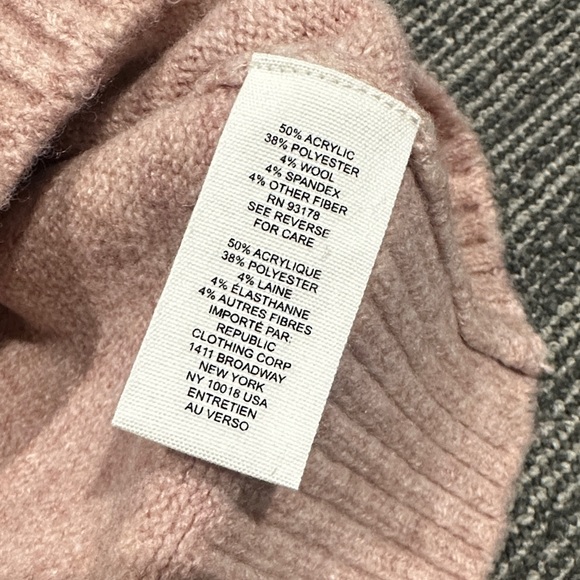 50% ACRYLIC
38% POLYESTER
4% WOOL
4% SPANDEX
4% OTHER FIBER
RN 93178
SEE REVERSE
FOR CARE
50% ACRYLIQUE
38% POLYESTER
4% LAINE
4% ÉLASTHANNE
4% AUTRES FIBRES
IMPORTÉ PAR:
REPUBLIC
CLOTHING CORP
1411 BROADWAY
NEW YORK
NY 10018 USA
ENTRETIEN
AU VERSO